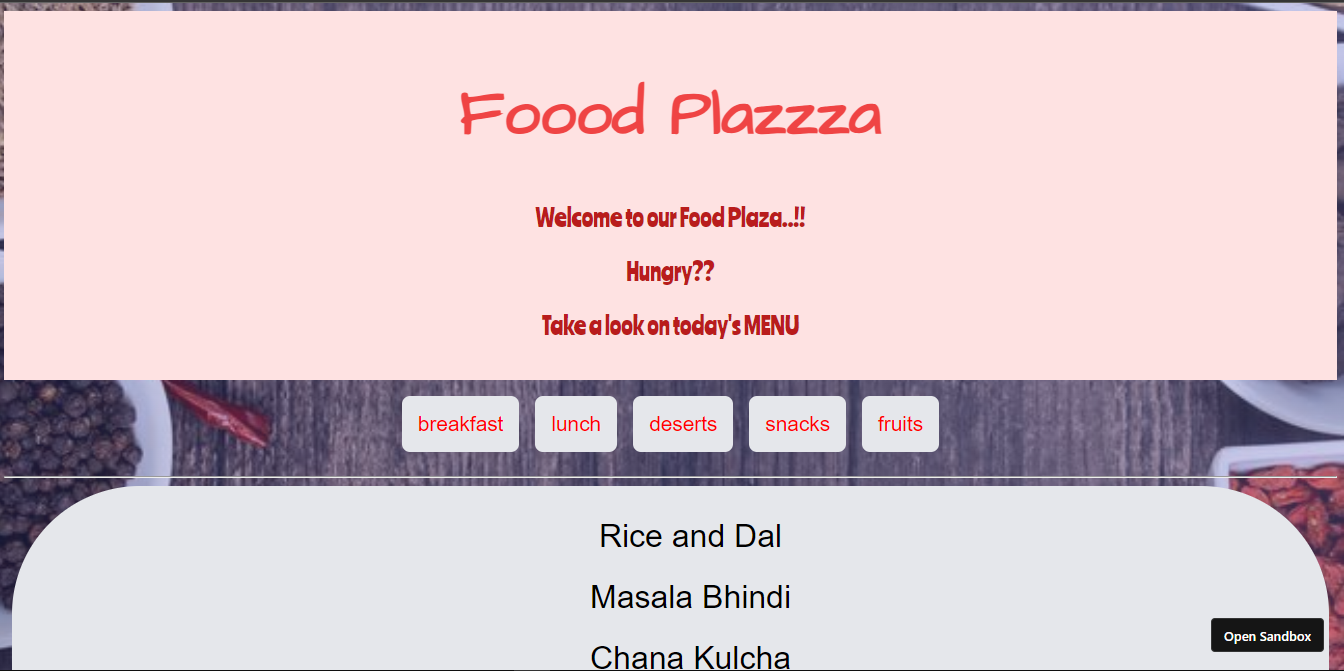 Foood Plazzza
Welcome to our Food Plaza..!!
Hungry??
Take a look on today's MENU
breakfast lunch deserts snacks fruits
Rice and Dal
Masala Bhindi
Chana Kulcha
Open Sandbox